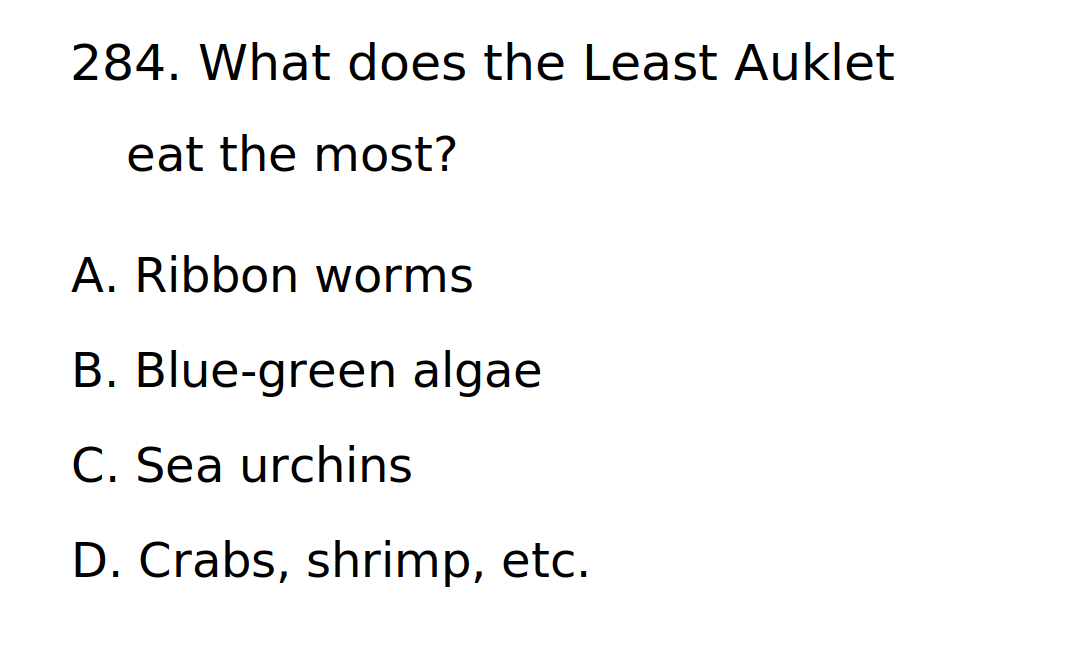 284. What does the Least Auklet
eat the most?
A. Ribbon worms
B. Blue-green algae
C. Sea urchins
D. Crabs, shrimp, etc.